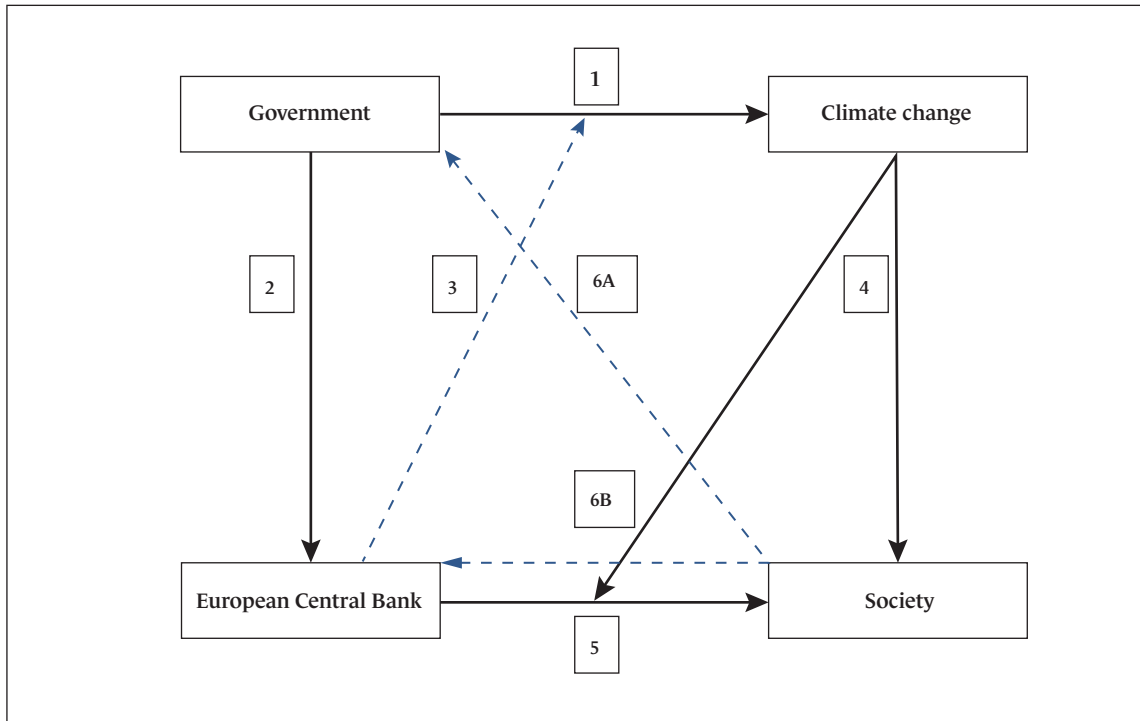 1
Government
Climate change
2
3
6A
4
6B
European Central Bank
Society
5